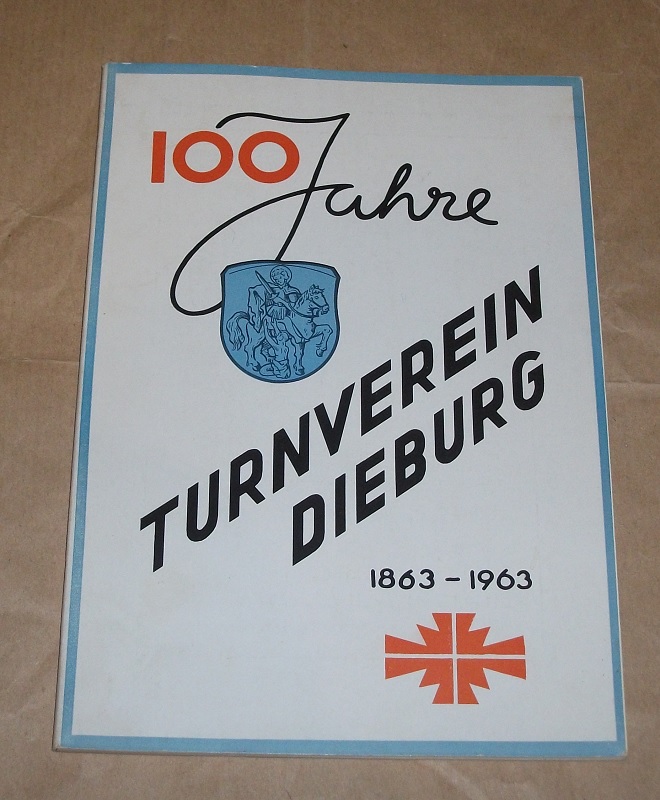 100 Jahre
TURNVEREIN
DIEBURG
1863 – 1963